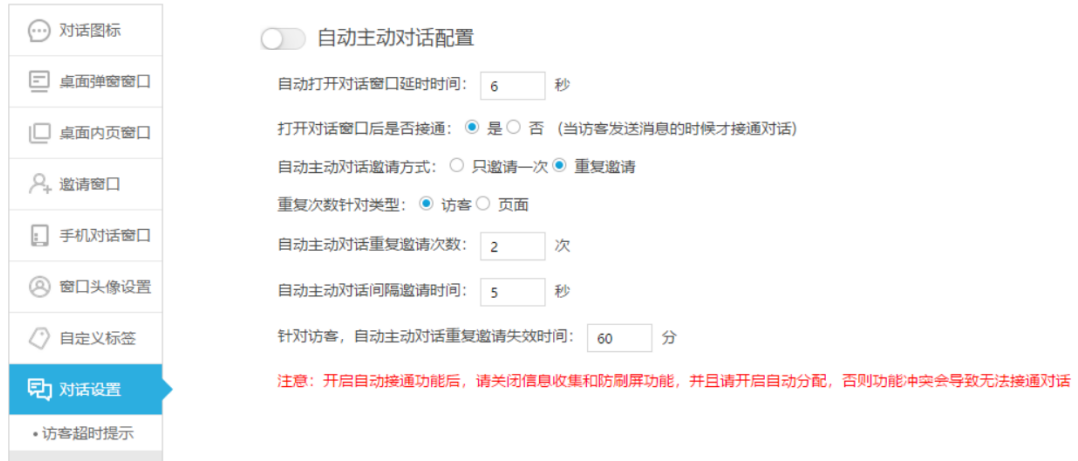 对话图标
桌面弹窗窗口
桌面内页窗口
邀请窗口
手机对话窗口
窗口头像设置
自定义标签
对话设置
• 访客超时提示
自动主动对话配置
自动打开对话窗口延时时间： 6 秒
打开对话窗口后是否接通： 是 否 (当访客发送消息的时候才接通对话)
自动主动对话邀请方式： 只邀请一次 重复邀请
重复次数针对类型： 访客 页面
自动主动对话重复邀请次数： 2 次
自动主动对话间隔邀请时间： 5 秒
针对访客，自动主动对话重复邀请失效时间： 60 分
注意：开启自动接通功能后，请关闭信息收集和防刷屏功能，并且请开启自动分配，否则功能冲突会导致无法接通对话